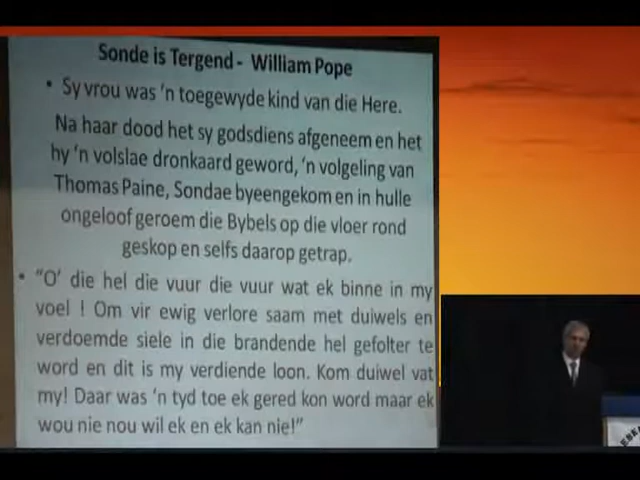 Sonde is Tergend - William Pope
• Sy vrou was 'n toegewyde kind van die Here.
Na haar dood het sy godsdiens afgeneem en het
hy 'n volslae dronkaard geword, 'n volgeling van
Thomas Paine, Sondae byeengekom en in hulle
ongeloof geroem die Bybels op die vloer rond
geskop en selfs daarop getrap.
• "O' die hel die vuur die vuur wat ek binne in my
voel ! Om vir ewig verlore saam met duiwels en
verdoemde siele in die brandende hel gefolter te
word en dit is my verdiende loon. Kom duiwel vat
my! Daar was 'n tyd toe ek gered kon word maar ek
wou nie nou wil ek en ek kan nie!"